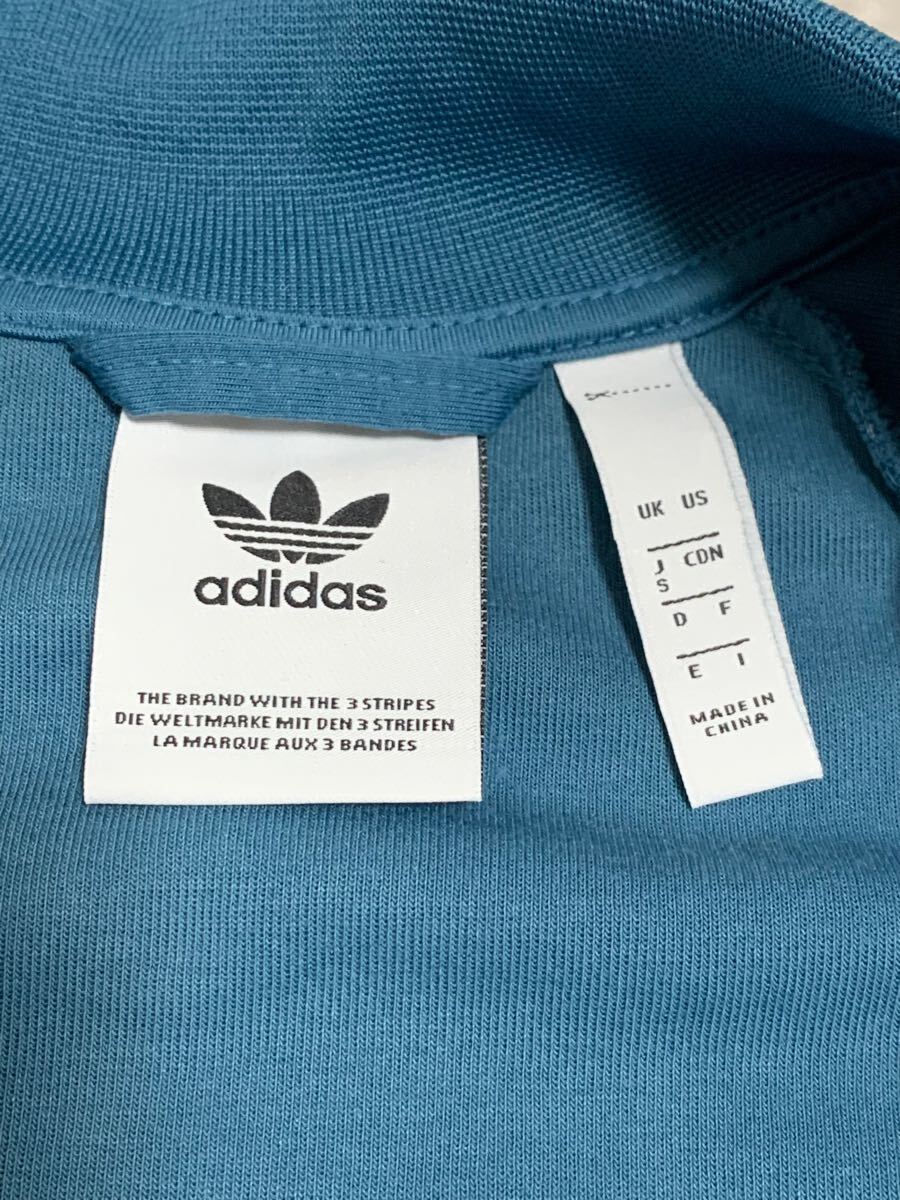 adidas
THE BRAND WITH THE 3 STRIPES
DIE WELTMARKE MIT DEN 3 STREIFEN
LA MARQUE AUX 3 BANDES
UK US
J CDN
S
D F
E I
MADE IN
CHINA